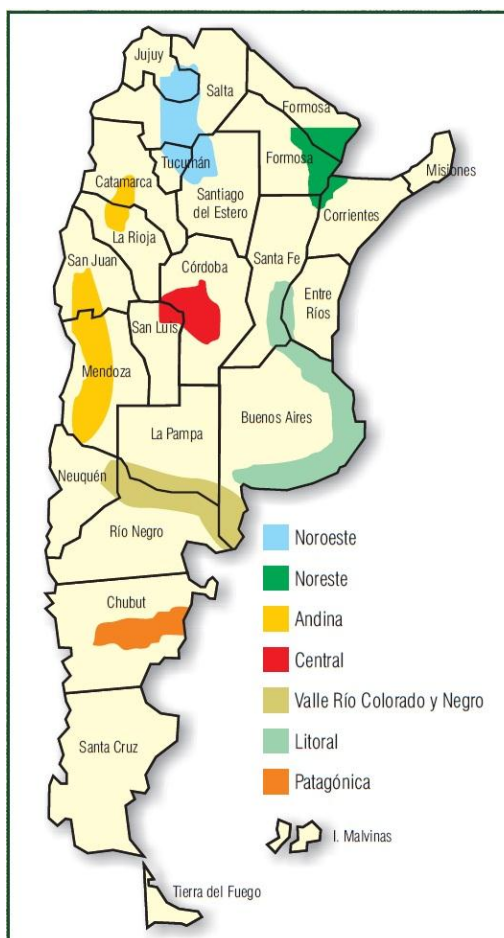 Jujuy
Salta
Formosa
Formosa
Misiones
Tucumán
Catamarca
Santiago
del Estero
Corrientes
La Rioja
Santa Fe
San Juan
Córdoba
Entre
Ríos
San Luis
Mendoza
Buenos Aires
La Pampa
Neuquén
Río Negro
Chubut
Santa Cruz
Tierra del Fuego
Noroeste
Noreste
Andina
Central
Valle Río Colorado y Negro
Litoral
Patagónica
I. Malvinas